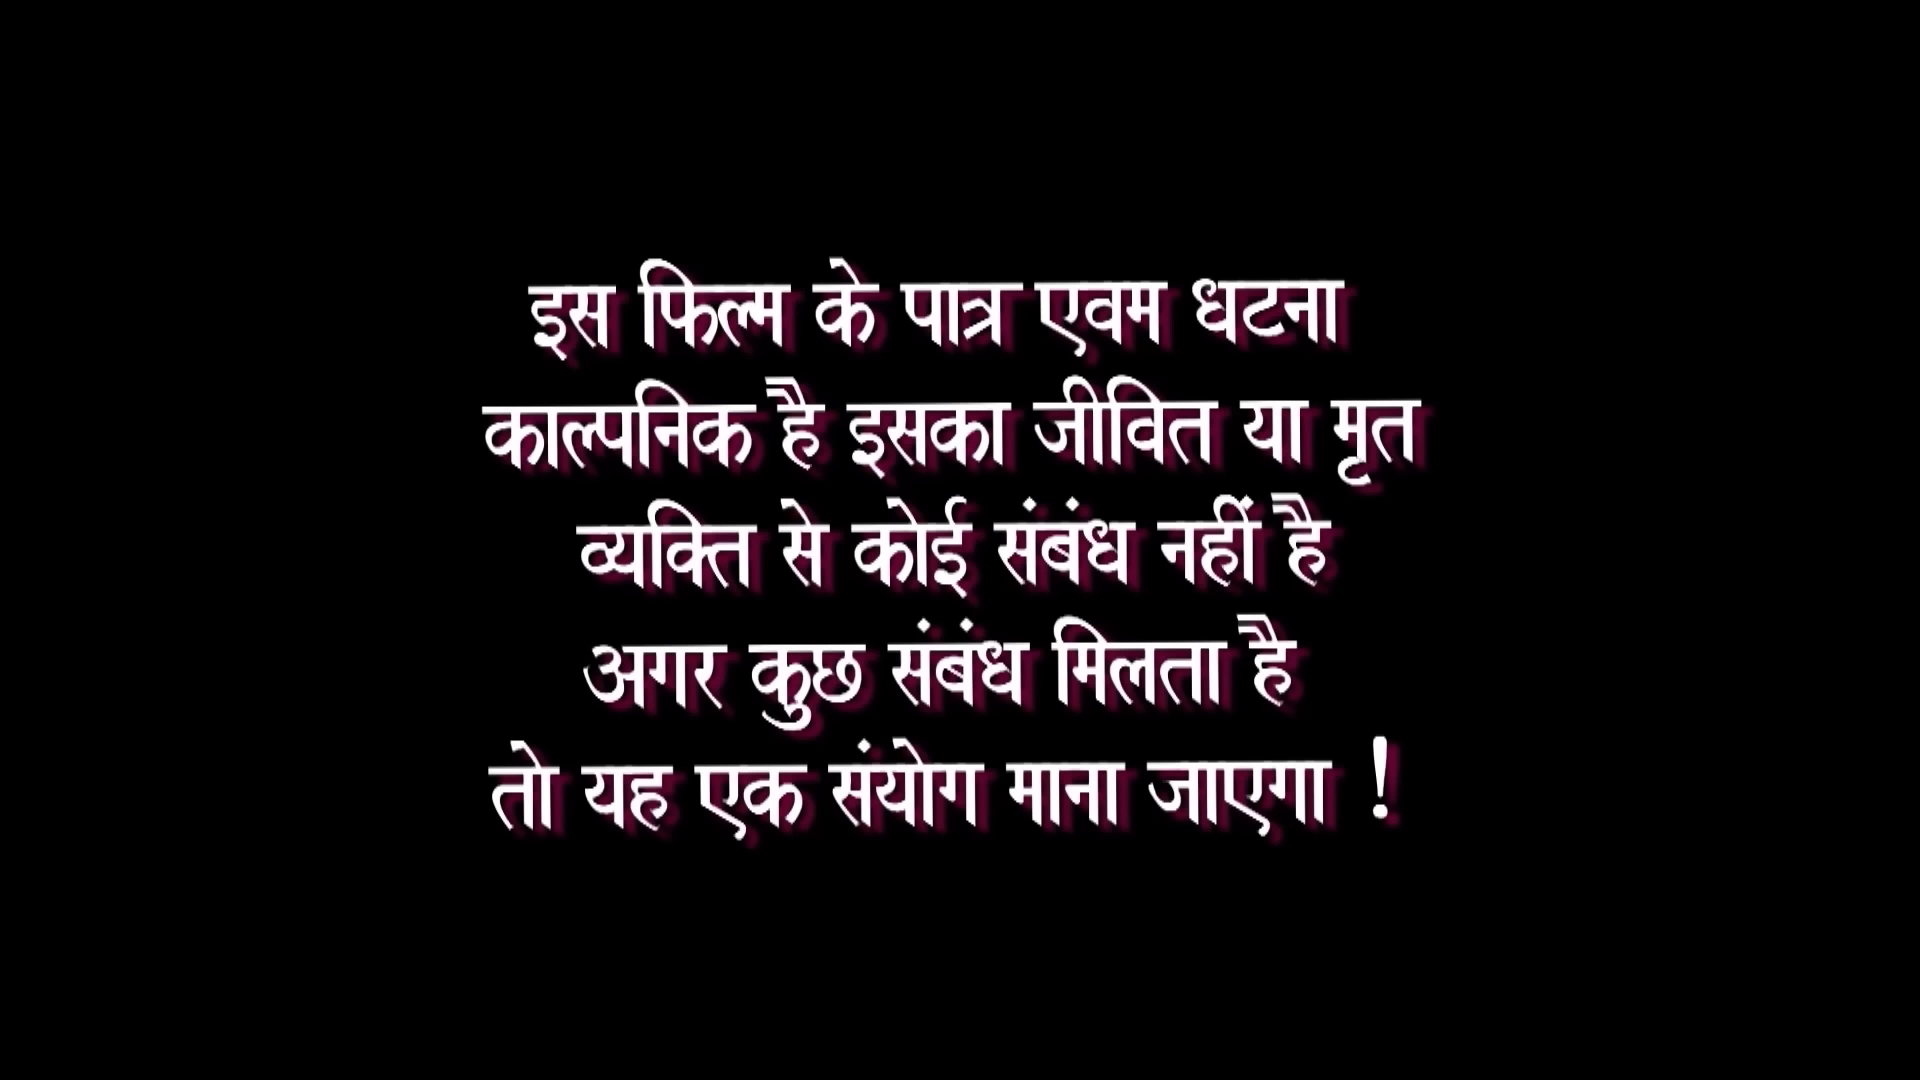 इस फिल्म के पात्र एवम धटना
काल्पनिक है इसका जीवित या मृत
व्यक्ति से कोई संबंध नहीं है
अगर कुछ संबंध मिलता है
तो यह एक संयोग माना जाएगा !